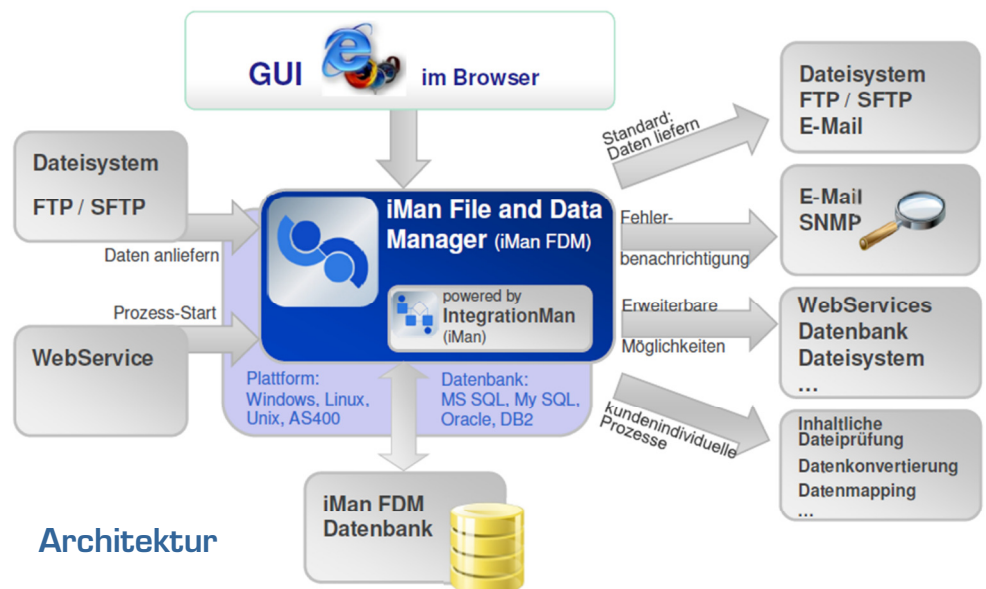 GUI im Browser
Dateisystem
FTP / SFTP
Daten anliefern
Prozess-Start
WebService
iMan File and Data
Manager (iMan FDM)
powered by
IntegrationMan
(iMan)
Plattform:
Windows, Linux,
Unix, AS400
Datenbank:
MS SQL, My SQL,
Oracle, DB2
iMan FDM
Datenbank
Standard:
Daten liefern
Dateisystem
FTP / SFTP
E-Mail
Fehler-
benachrichtigung
E-Mail
SNMP
Erweiterbare
Möglichkeiten
WebServices
Datenbank
Dateisystem
...
kundenindividuelle
Prozesse
Inhaltliche
Dateiprüfung
Datenkonvertierung
Datenmapping
...
Architektur